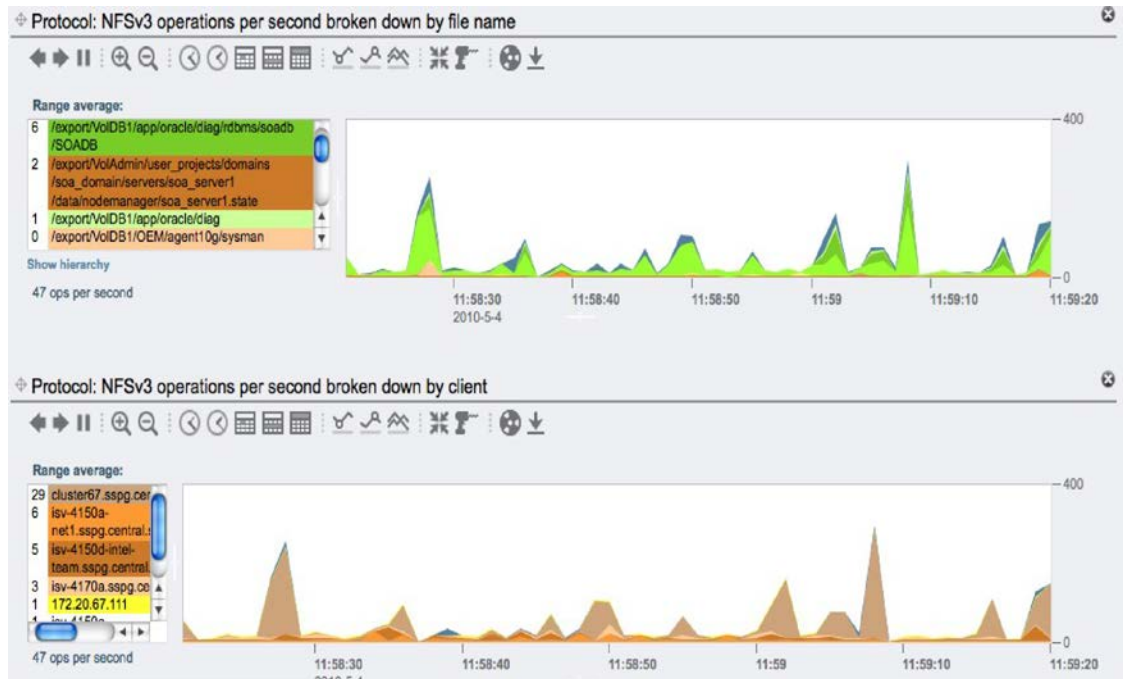 Protocol: NFSv3 operations per second broken down by file name
Range average:
6 /export/VolDB1/app/oracle/diag/rdbms/soadb
/SOADB
2 /export/VolAdmin/user_projects/domains
/soa_domain/servers/soa_server1
/data/nodemanager/soa_server1.state
1 /export/VolDB1/app/oracle/diag
0 /export/VolDB1/OEM/agent10g/sysman
Show hierarchy
47 ops per second
400
0
11:58:30 11:58:40 11:58:50 11:59 11:59:10 11:59:20
2010-5-4
Protocol: NFSv3 operations per second broken down by client
Range average:
29 cluster67.sspg.cer
6 isv-4150a-
net1.sspg.central.
5 isv-4150d-intel-
team.sspg.central.
3 isv-4170a.sspg.ce
1 172.20.67.111
47 ops per second
400
0
11:58:30 11:58:40 11:58:50 11:59 11:59:10 11:59:20